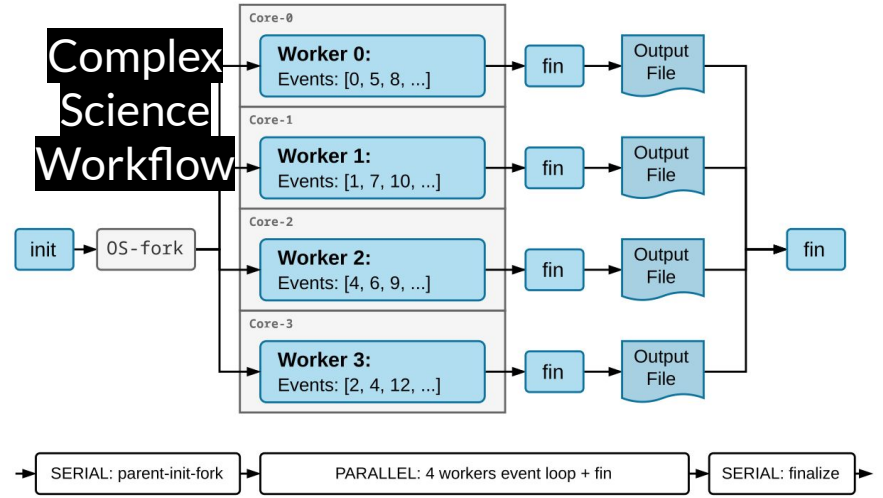 Complex
Science
Workflow
Core-0
Worker 0:
Events: [0, 5, 8, ...]
fin
Output
File
Core-1
Worker 1:
Events: [1, 7, 10, ...]
fin
Output
File
init
OS-fork
Core-2
Worker 2:
Events: [4, 6, 9, ...]
fin
Output
File
fin
Core-3
Worker 3:
Events: [2, 4, 12, ...]
fin
Output
File
SERIAL: parent-init-fork
PARALLEL: 4 workers event loop + fin
SERIAL: finalize